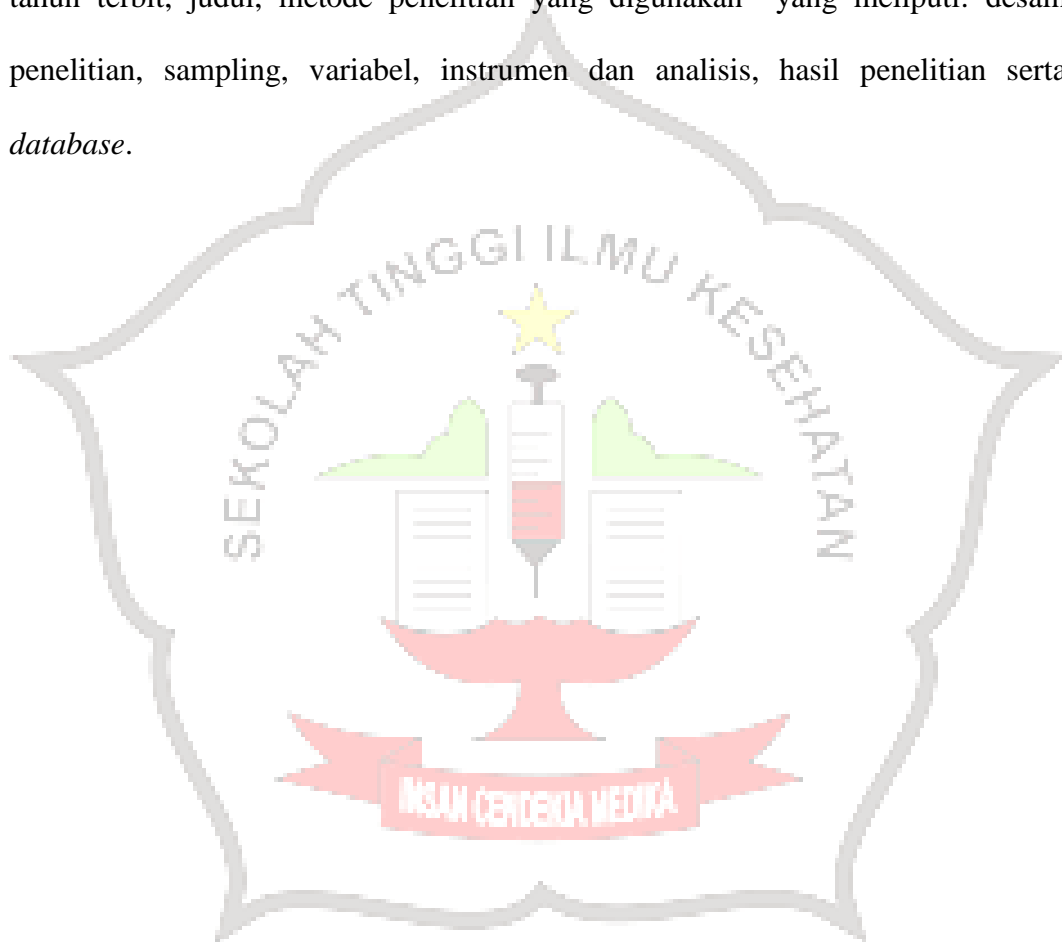 tahun terbit, judul, metode penelitian yang digunakan yang meliputi: desain
penelitian, sampling, variabel, instrumen dan analisis, hasil penelitian serta
database.
SEKOLAH TINGGI ILMU KESEHATAN
INSAN CENDEKIA MEDIKA